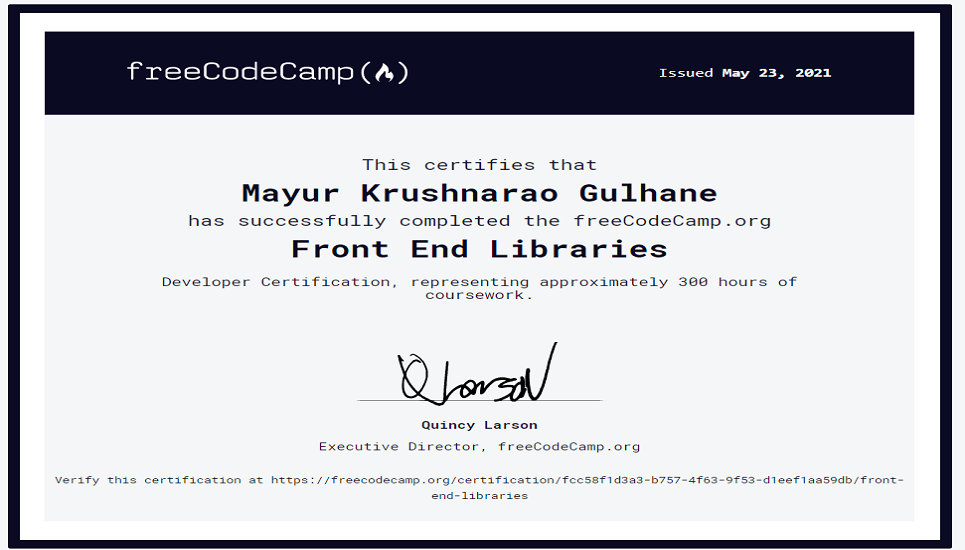 freeCodeCamp(🔥)
Issued May 23, 2021
This certifies that
Mayur Krushnarao Gulhane
has successfully completed the freeCodeCamp.org
Front End Libraries
Developer Certification, representing approximately 300 hours of
coursework.
Q Larson
Quincy Larson
Executive Director, freeCodeCamp.org
Verify this certification at https://freecodecamp.org/certification/fcc58f1d3a3-b757-4f63-9f53-d1eef1aa59db/front-
end-libraries